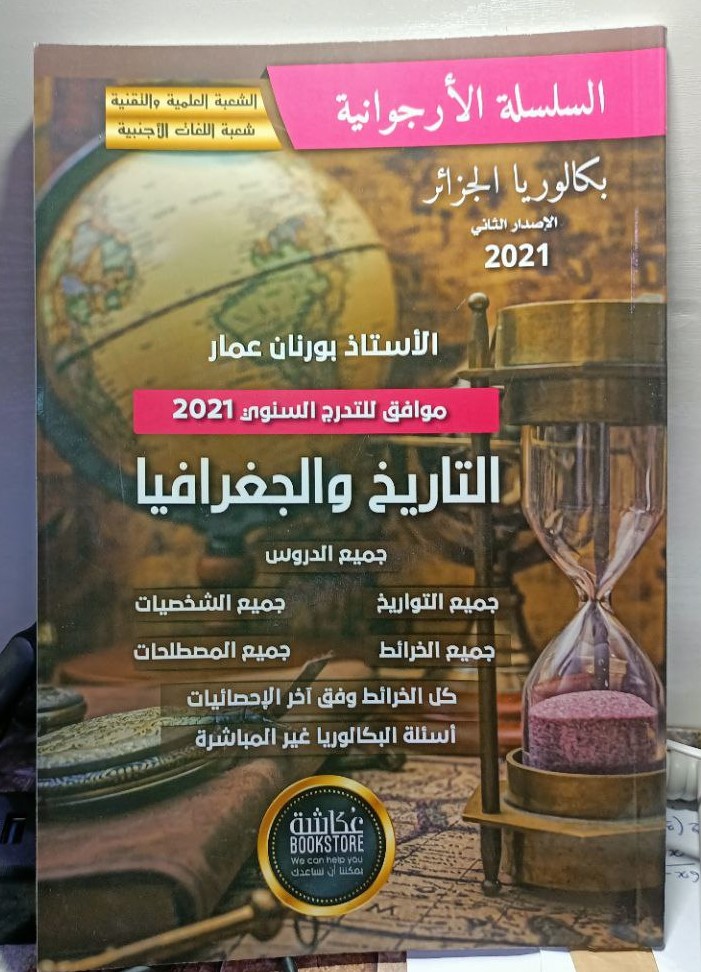 السلسلة الأرجوانية
الشعبة العلمية والتقنية
شعبة اللغات الأجنبية
بكالوريا الجزائر
الإصدار الثاني
2021
الأستاذ بورنان عمار
موافق للتدرج السنوي 2021
التاريخ والجغرافيا
جميع الدروس
جميع التواريخ جميع الشخصيات
جميع الخرائط جميع المصطلحات
كل الخرائط وفق آخر الإحصائيات
أسئلة البكالوريا غير المباشرة
عكاشة
BOOKSTORE
We can help you
يمكننا أن نساعدك